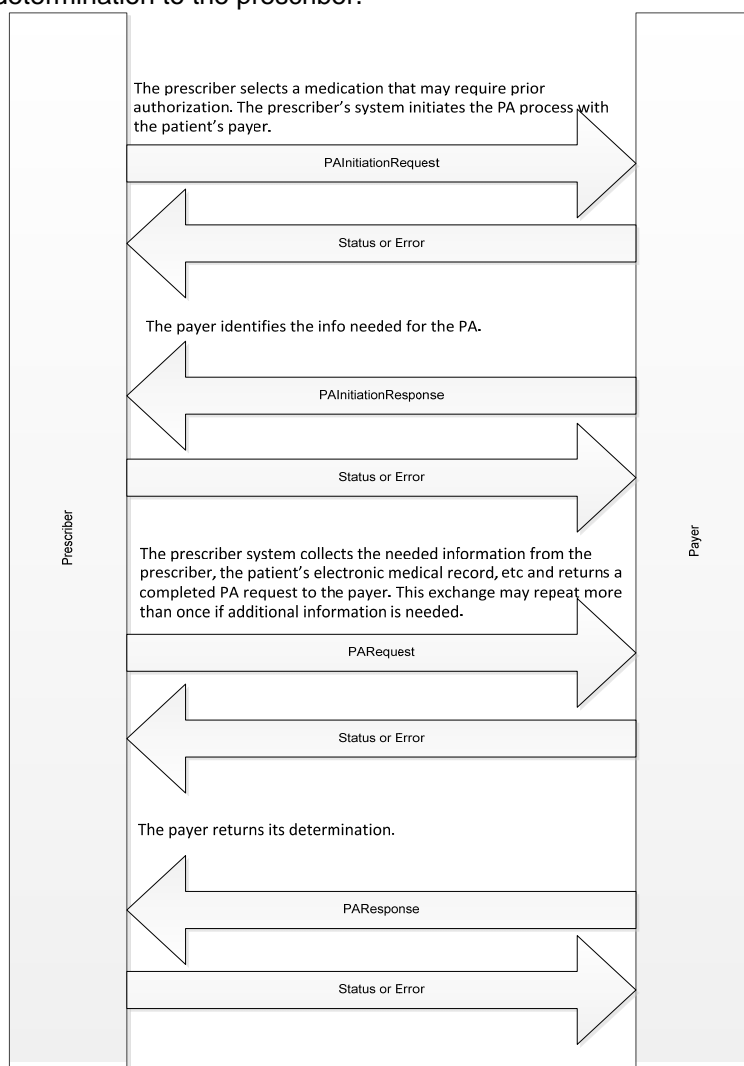 determination to the prescriber.
The prescriber selects a medication that may require prior
authorization. The prescriber's system initiates the PA process with
the patient's payer.
PAInitiationRequest
Status or Error
The payer identifies the info needed for the PA.
PAInitiationResponse
Status or Error
Prescriber
Payer
The prescriber system collects the needed information from the
prescriber, the patient's electronic medical record, etc and returns a
completed PA request to the payer. This exchange may repeat more
than once if additional information is needed.
PARequest
Status or Error
The payer returns its determination.
PAResponse
Status or Error